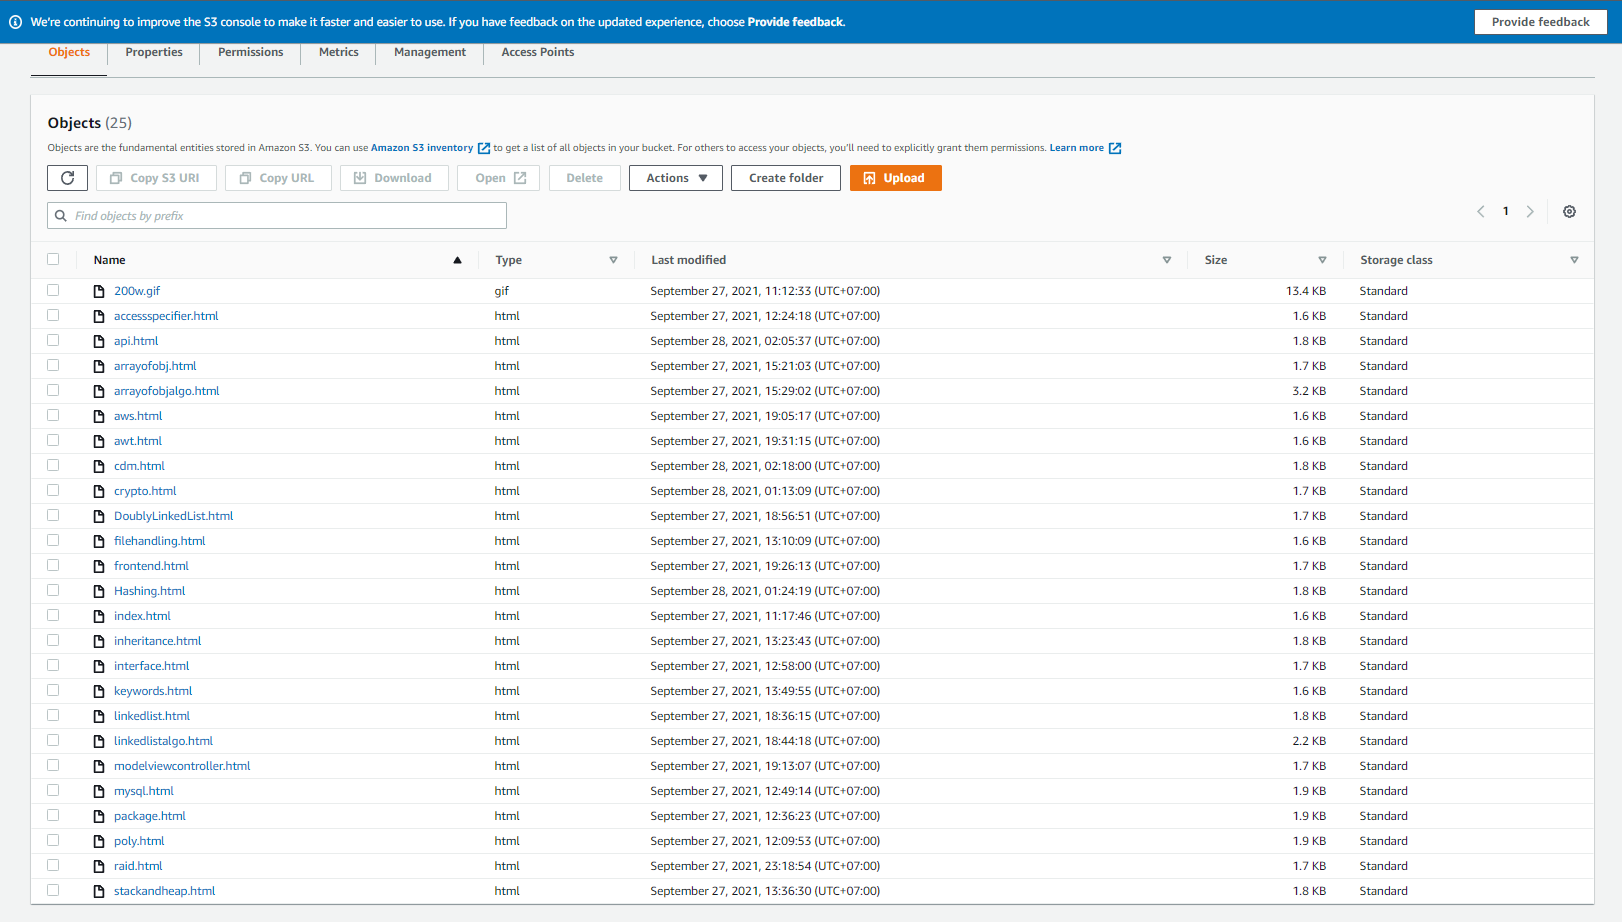 We're continuing to improve the S3 console to make it faster and easier to use. If you have feedback on the updated experience, choose Provide feedback. Provide feedback
Objects Properties Permissions Metrics Management Access Points
Objects (25)
Objects are the fundamental entities stored in Amazon S3. You can use Amazon S3 inventory to get a list of all objects in your bucket. For others to access your objects, you'll need to explicitly grant them permissions. Learn more
Copy S3 URI Copy URL Download Open Delete Actions Create folder Upload
Find objects by prefix 1
Name Type Last modified Size Storage class
200w.gif gif September 27, 2021, 11:12:33 (UTC+07:00) 13.4 KB Standard
accessspecifier.html html September 27, 2021, 12:24:18 (UTC+07:00) 1.6 KB Standard
api.html html September 28, 2021, 02:05:37 (UTC+07:00) 1.8 KB Standard
arrayofobj.html html September 27, 2021, 15:21:03 (UTC+07:00) 1.7 KB Standard
arrayofobjalgo.html html September 27, 2021, 15:29:02 (UTC+07:00) 3.2 KB Standard
aws.html html September 27, 2021, 19:05:17 (UTC+07:00) 1.6 KB Standard
awt.html html September 27, 2021, 19:31:15 (UTC+07:00) 1.6 KB Standard
cdm.html html September 28, 2021, 02:18:00 (UTC+07:00) 1.8 KB Standard
crypto.html html September 28, 2021, 01:13:09 (UTC+07:00) 1.7 KB Standard
DoublyLinkedList.html html September 27, 2021, 18:56:51 (UTC+07:00) 1.7 KB Standard
filehandling.html html September 27, 2021, 13:10:09 (UTC+07:00) 1.6 KB Standard
frontend.html html September 27, 2021, 19:26:13 (UTC+07:00) 1.7 KB Standard
Hashing.html html September 28, 2021, 01:24:19 (UTC+07:00) 1.8 KB Standard
index.html html September 27, 2021, 11:17:46 (UTC+07:00) 1.6 KB Standard
inheritance.html html September 27, 2021, 13:23:43 (UTC+07:00) 1.8 KB Standard
interface.html html September 27, 2021, 12:58:00 (UTC+07:00) 1.7 KB Standard
keywords.html html September 27, 2021, 13:49:55 (UTC+07:00) 1.6 KB Standard
linkedlist.html html September 27, 2021, 18:36:15 (UTC+07:00) 1.8 KB Standard
linkedlistalgo.html html September 27, 2021, 18:44:18 (UTC+07:00) 2.2 KB Standard
modelviewcontroller.html html September 27, 2021, 19:13:07 (UTC+07:00) 1.7 KB Standard
mysql.html html September 27, 2021, 12:49:14 (UTC+07:00) 1.9 KB Standard
package.html html September 27, 2021, 12:36:23 (UTC+07:00) 1.9 KB Standard
poly.html html September 27, 2021, 12:09:53 (UTC+07:00) 1.9 KB Standard
raid.html html September 27, 2021, 23:18:54 (UTC+07:00) 1.7 KB Standard
stackandheap.html html September 27, 2021, 13:36:30 (UTC+07:00) 1.8 KB Standard